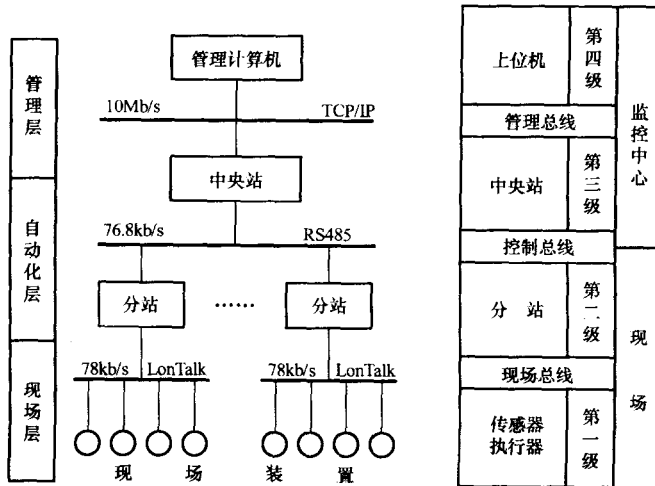 管理层
自动化层
现场层
管理计算机
10Mb/s
TCP/IP
中央站
76.8kb/s
RS485
分站
……
分站
78kb/s
LonTalk
78kb/s
LonTalk
现 场 装 置
上位机
第四级
管理总线
中央站
第三级
控制总线
分 站
第二级
现场总线
传感器
执行器
第一级
监控中心
现场